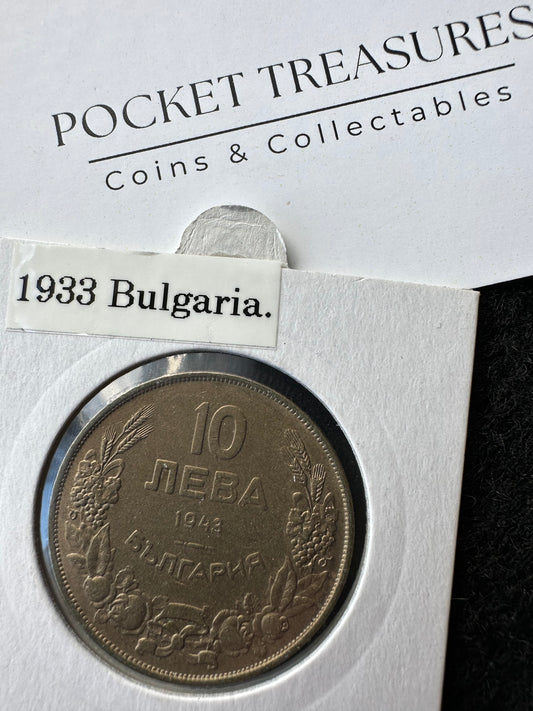 POCKET TREASURES
Coins & Collectables
1933 Bulgaria.
10
ЛЕВА
1943
БЪЛГАРИЯ